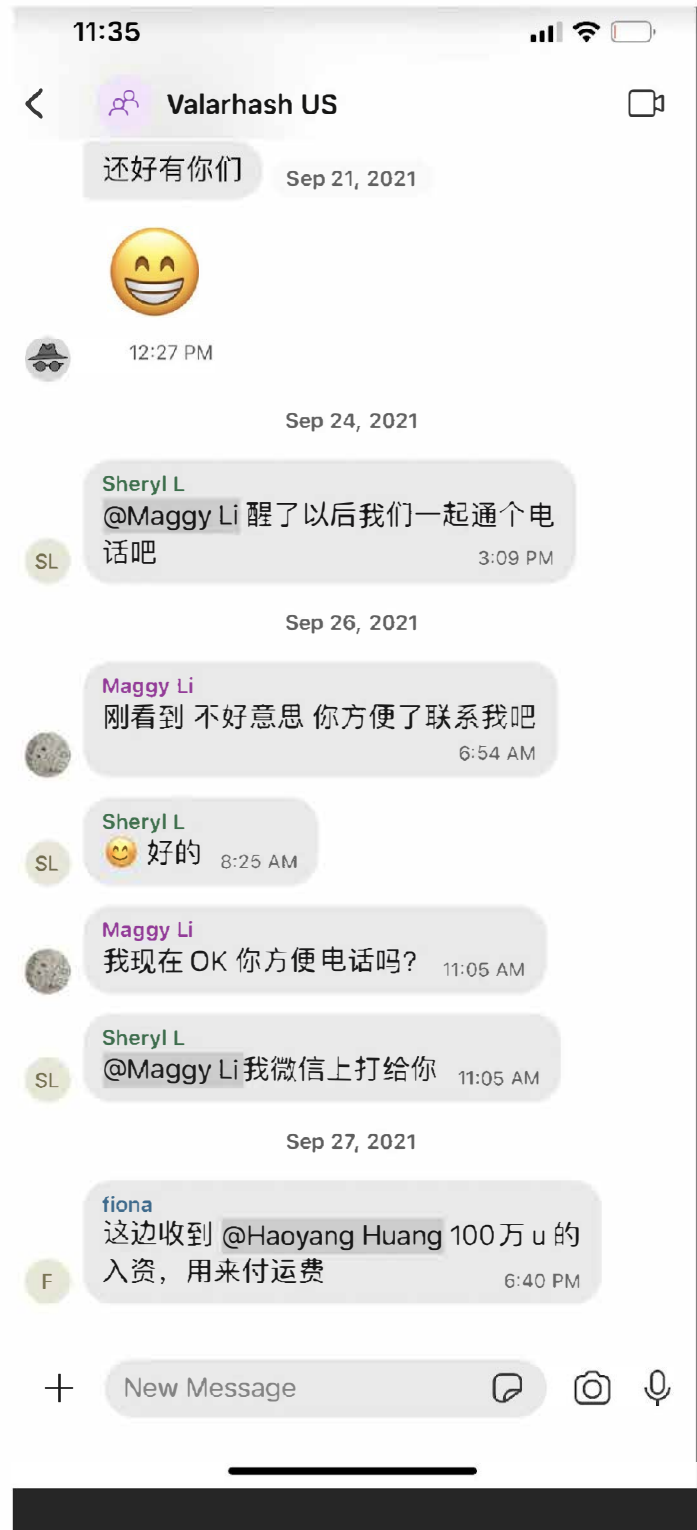 11:35
Valarhash US
还好有你们
Sep 21, 2021
12:27 PM
Sep 24, 2021
Sheryl L
@Maggy Li 醒了以后我们一起通个电
话吧
3:09 PM
SL
Sep 26, 2021
Maggy Li
刚看到 不好意思 你方便了联系我吧
6:54 AM
Sheryl L
😊 好的 8:25 AM
SL
Maggy Li
我现在 OK 你方便电话吗? 11:05 AM
Sheryl L
@Maggy Li 我微信上打给你 11:05 AM
SL
Sep 27, 2021
fiona
这边收到 @Haoyang Huang 100万 u 的
入资，用来付运费
6:40 PM
F
New Message